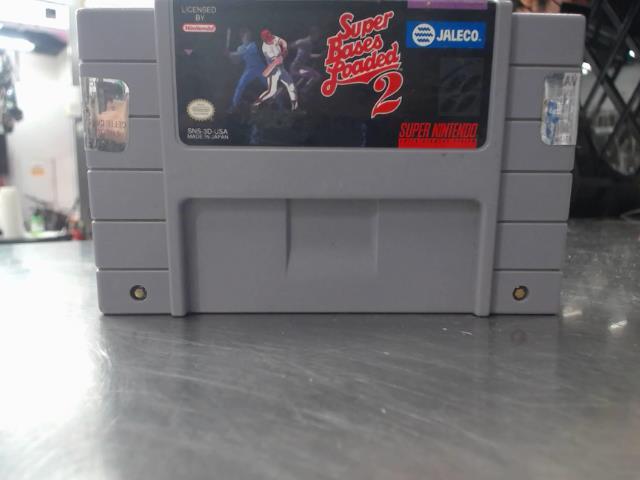 LICENSED
BY
Nintendo
Super
Bases
Loaded
2
JALECO.
SNS-3D-USA
MADE IN JAPAN
SUPER NINTENDO